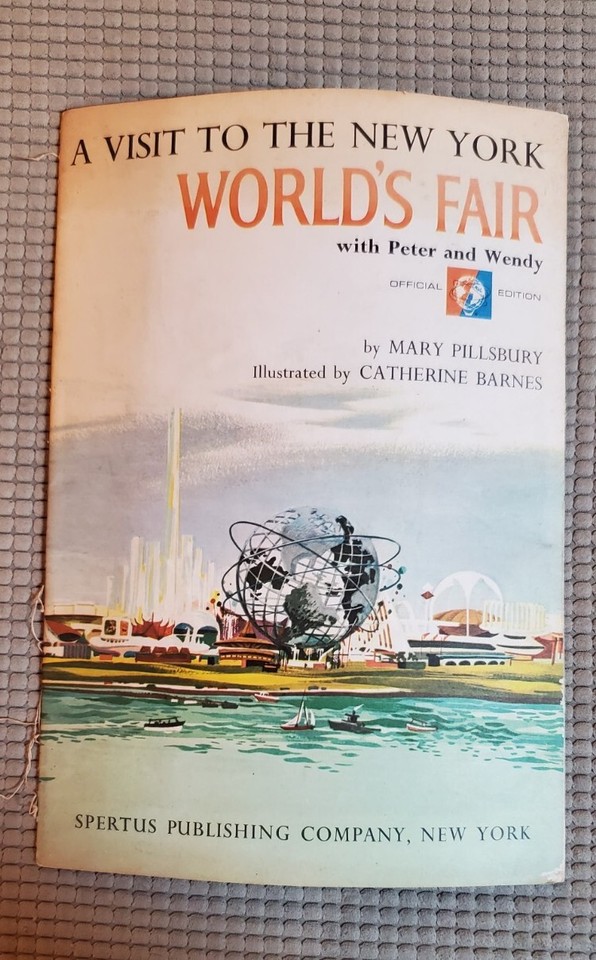 A VISIT TO THE NEW YORK
WORLD'S FAIR
with Peter and Wendy
OFFICIAL EDITION
by MARY PILLSBURY
Illustrated by CATHERINE BARNES
SPERTUS PUBLISHING COMPANY, NEW YORK